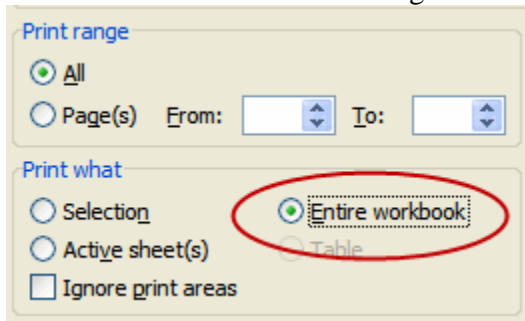 Print range
All
Page(s) From: To:
Print what
Selection Entire workbook
Active sheet(s) Table
Ignore print areas